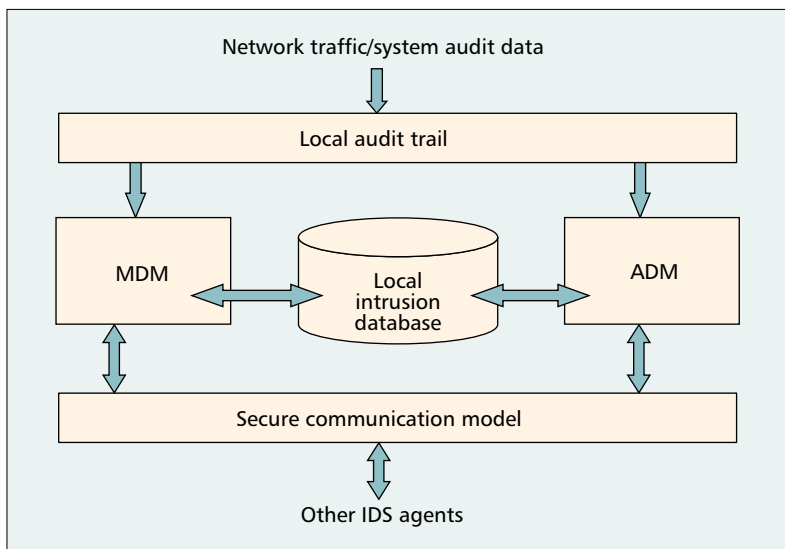 Network traffic/system audit data
Local audit trail
MDM
Local
intrusion
database
ADM
Secure communication model
Other IDS agents